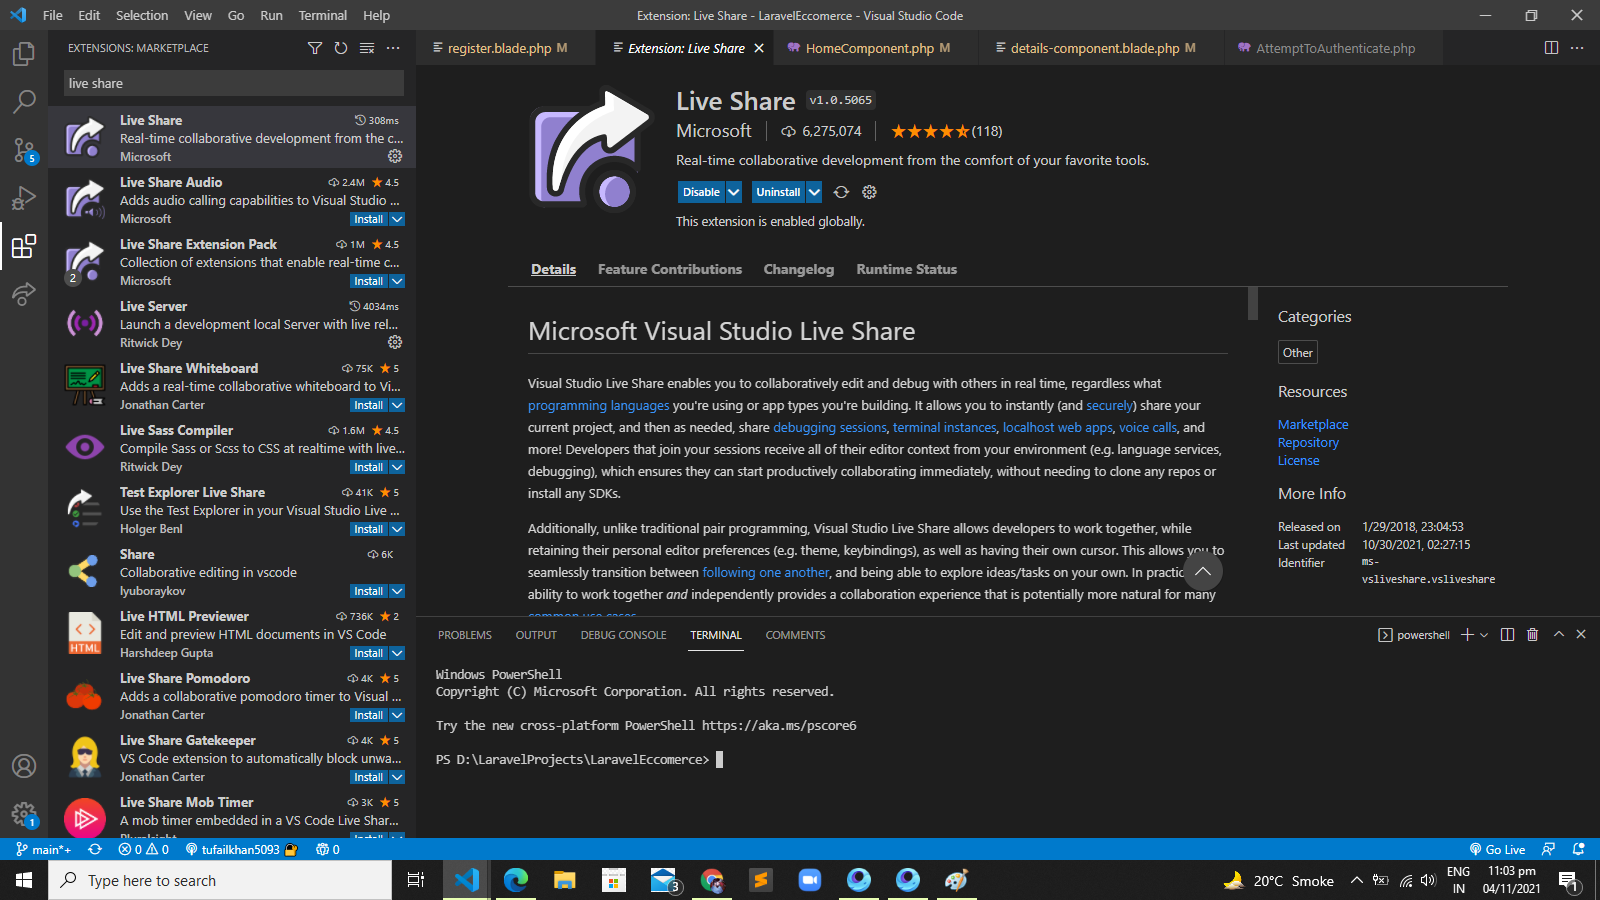 File Edit Selection View Go Run Terminal Help
Extension: Live Share - LaravelEccomerce - Visual Studio Code
EXTENSIONS: MARKETPLACE
live share
Live Share 308ms
Real-time collaborative development from the c...
Microsoft
Live Share Audio 2.4M 4.5
Adds audio calling capabilities to Visual Studio ...
Microsoft Install
Live Share Extension Pack 1M 4.5
Collection of extensions that enable real-time c...
2
Microsoft Install
Live Server 4034ms
Launch a development local Server with live rel...
Ritwick Dey
Live Share Whiteboard 75K 5
Adds a real-time collaborative whiteboard to Vi...
Jonathan Carter Install
Live Sass Compiler 1.6M 4.5
Compile Sass or Scss to CSS at realtime with live...
Ritwick Dey Install
Test Explorer Live Share 41K 5
Use the Test Explorer in your Visual Studio Live ...
Holger Benl Install
Share 6K
Collaborative editing in vscode
lyuboraykov Install
Live HTML Previewer 736K 2
Edit and preview HTML documents in VS Code
HTML
Harshdeep Gupta Install
Live Share Pomodoro 4K 5
Adds a collaborative pomodoro timer to Visual ...
Jonathan Carter Install
Live Share Gatekeeper 4K 5
VS Code extension to automatically block unwa...
Jonathan Carter Install
Live Share Mob Timer 3K 5
A mob timer embedded in a VS Code Live Shar...
5
1
register.blade.php M
Extension: Live Share
HomeComponent.php M
details-component.blade.php M
AttemptToAuthenticate.php
Live Share v1.0.5065
Microsoft 6,275,074 (118)
Real-time collaborative development from the comfort of your favorite tools.
Disable Uninstall
This extension is enabled globally.
Details Feature Contributions Changelog Runtime Status
Microsoft Visual Studio Live Share
Visual Studio Live Share enables you to collaboratively edit and debug with others in real time, regardless what
programming languages you're using or app types you're building. It allows you to instantly (and securely) share your
current project, and then as needed, share debugging sessions, terminal instances, localhost web apps, voice calls, and
more! Developers that join your sessions receive all of their editor context from your environment (e.g. language services,
debugging), which ensures they can start productively collaborating immediately, without needing to clone any repos or
install any SDKs.
Additionally, unlike traditional pair programming, Visual Studio Live Share allows developers to work together, while
retaining their personal editor preferences (e.g. theme, keybindings), as well as having their own cursor. This allows you to
seamlessly transition between following one another, and being able to explore ideas/tasks on your own. In practic
ability to work together and independently provides a collaboration experience that is potentially more natural for many
common use cases
Categories
Other
Resources
Marketplace
Repository
License
More Info
Released on 1/29/2018, 23:04:53
Last updated 10/30/2021, 02:27:15
Identifier ms-
vsliveshare.vsliveshare
PROBLEMS OUTPUT DEBUG CONSOLE TERMINAL COMMENTS
powershell
Windows PowerShell
Copyright (C) Microsoft Corporation. All rights reserved.
Try the new cross-platform PowerShell https://aka.ms/pscore6
PS D:\LaravelProjects\LaravelEccomerce>
main*+ 0 0 tufailkhan5093 0
Go Live
Type here to search
3
20°C Smoke
ENG
IN
11:03 pm
04/11/2021
1